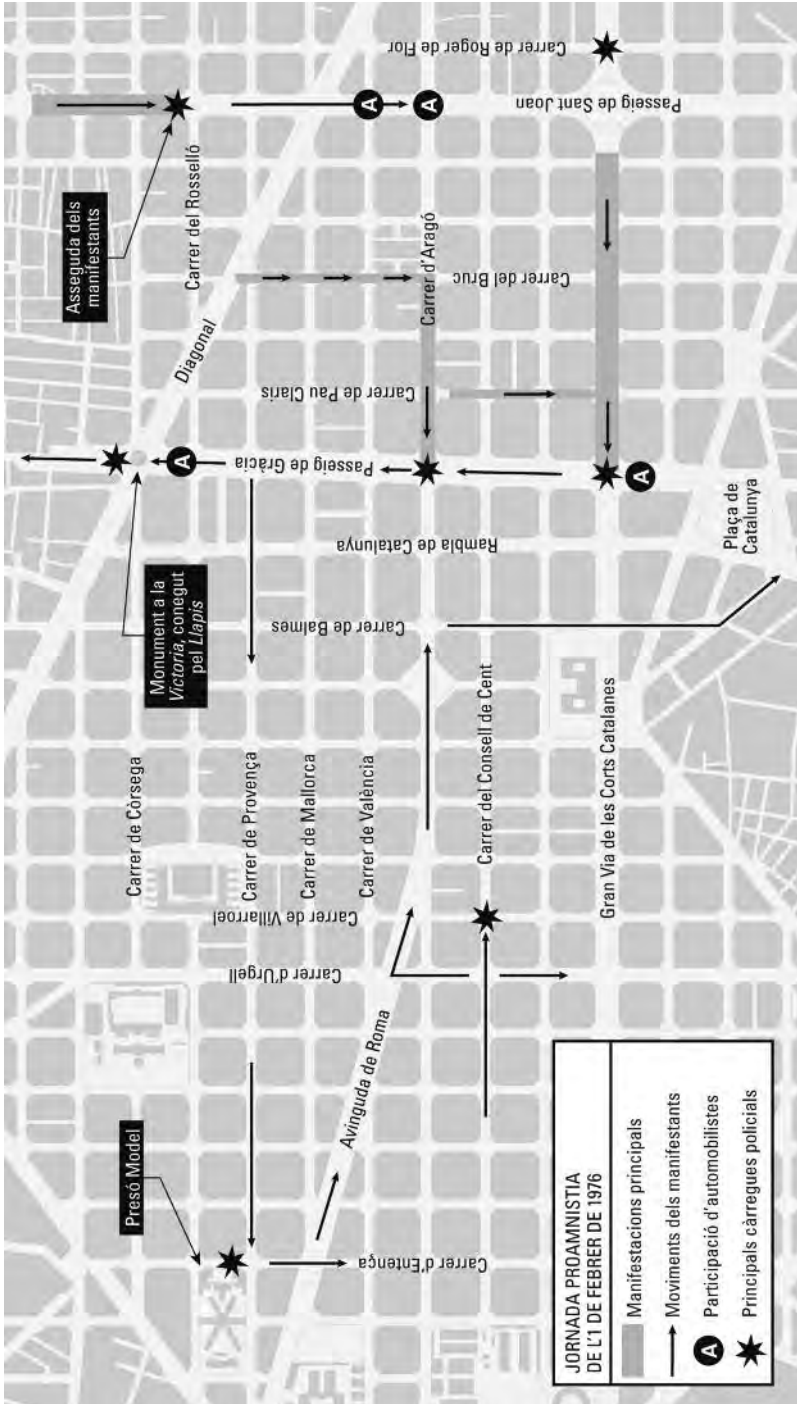 Asseguda dels
manifestants
Monument a la
Victoria, conegut
pel Llapis
Presó Model
Carrer de Roger de Flor
Passeig de Sant Joan
Carrer del Rosselló
Diagonal
Carrer d'Aragó
Carrer del Bruc
Carrer de Pau Claris
Passeig de Gràcia
Rambla de Catalunya
Plaça de
Catalunya
Carrer de Balmes
Carrer de Còrsega
Carrer de Provença
Carrer de Mallorca
Carrer de València
Carrer del Consell de Cent
Gran Via de les Corts Catalanes
Carrer de Villarroel
Carrer d'Urgell
Avinguda de Roma
Carrer d'Entença
A
A
A
A
JORNADA PROAMNISTIA
DE L'1 DE FEBRER DE 1976
Manifestacions principals
Moviments dels manifestants
A Participació d'automobilistes
Principals càrregues policials